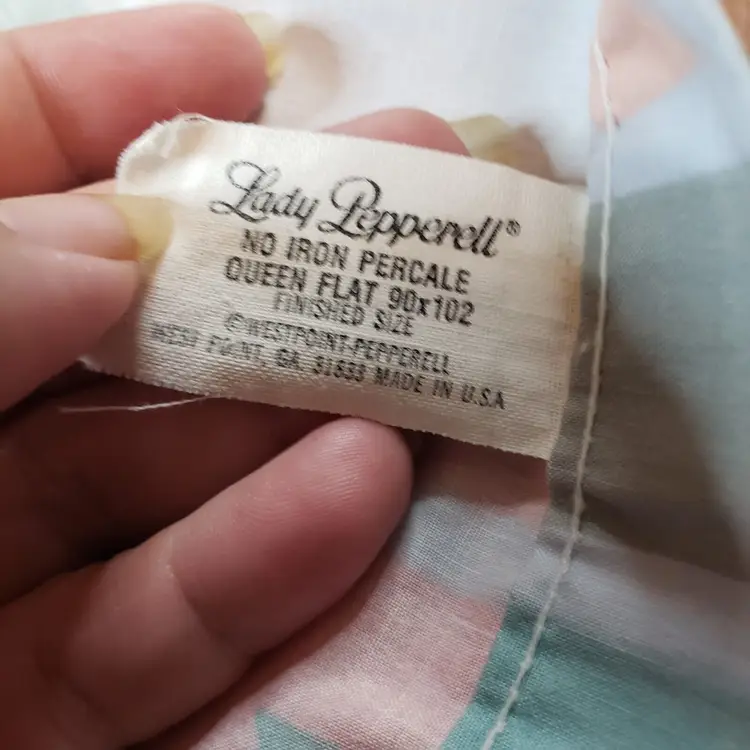 Lady Pepperell®
NO IRON PERCALE
QUEEN FLAT 90x102
FINISHED SIZE
©WESTPOINT-PEPPERELL
WEST POINT, GA. 31833 MADE IN U.S.A